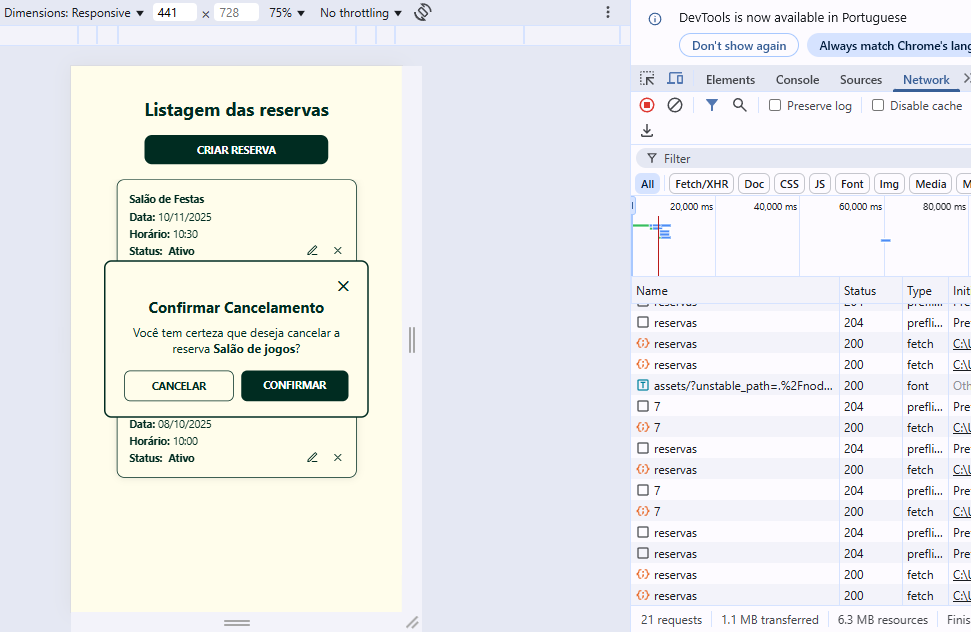 Dimensions: Responsive 441 × 728 75% No throttling
DevTools is now available in Portuguese
Don't show again Always match Chrome's lang
Elements Console Sources Network
Preserve log Disable cache
Filter
All Fetch/XHR Doc CSS JS Font Img Media M
20,000 ms 40,000 ms 60,000 ms 80,000 ms
Name Status Type Init
reservas 204 prefli... Pre
reservas 204 prefli... Pre
reservas 200 fetch C:\U
reservas 200 fetch C:\U
assets/?unstable_path=.%2Fnod... 200 font Oth
7 204 prefli... Pre
7 200 fetch C:\U
reservas 204 prefli... Pre
reservas 200 fetch C:\U
7 204 prefli... Pre
7 200 fetch C:\U
reservas 204 prefli... Pre
reservas 204 prefli... Pre
reservas 200 fetch C:\U
reservas 200 fetch C:\U
21 requests 1.1 MB transferred 6.3 MB resources Finis
Listagem das reservas
CRIAR RESERVA
Salão de Festas
Data: 10/11/2025
Horário: 10:30
Status: Ativo
Confirmar Cancelamento
Você tem certeza que deseja cancelar a
reserva Salão de jogos?
CANCELAR CONFIRMAR
Data: 08/10/2025
Horário: 10:00
Status: Ativo